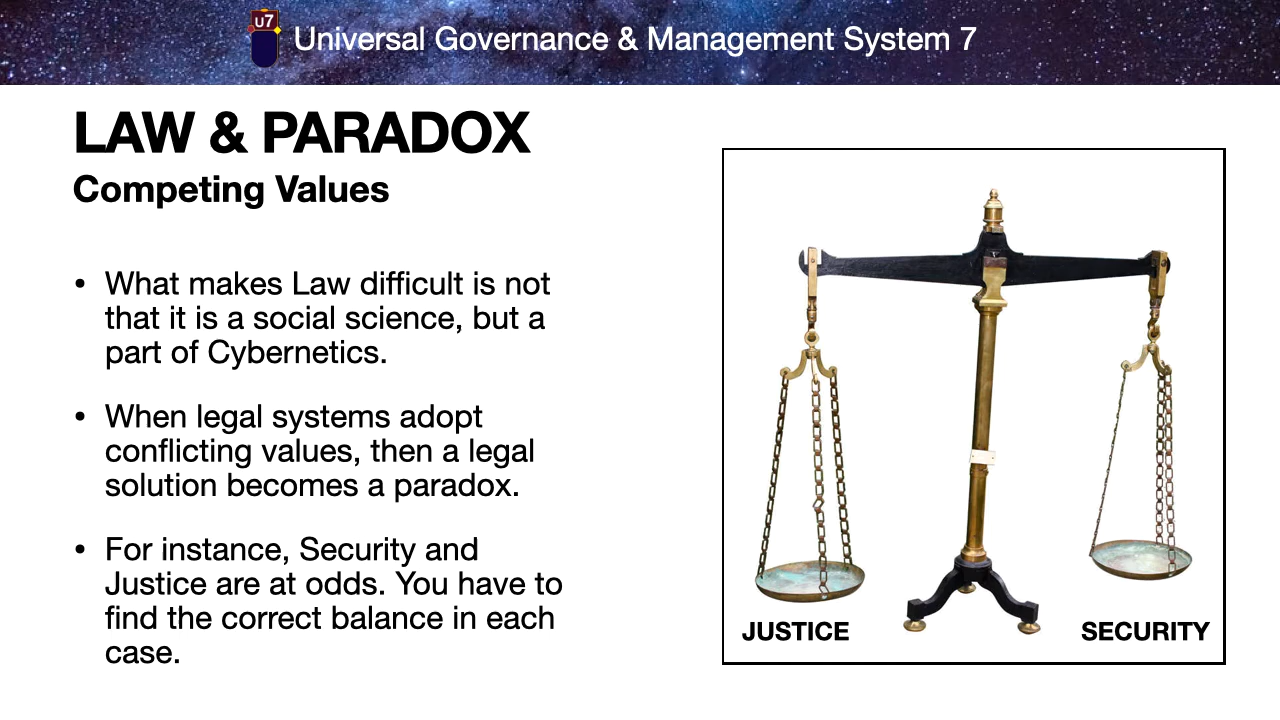 U7
Universal Governance & Management System 7
LAW & PARADOX
Competing Values
• What makes Law difficult is not
that it is a social science, but a
part of Cybernetics.
• When legal systems adopt
conflicting values, then a legal
solution becomes a paradox.
• For instance, Security and
Justice are at odds. You have to
find the correct balance in each
case.
JUSTICE
SECURITY